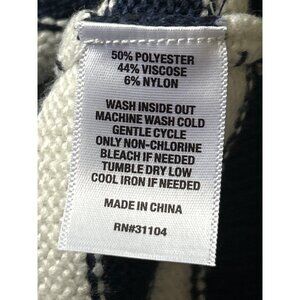 50% POLYESTER
44% VISCOSE
6% NYLON
WASH INSIDE OUT
MACHINE WASH COLD
GENTLE CYCLE
ONLY NON-CHLORINE
BLEACH IF NEEDED
TUMBLE DRY LOW
COOL IRON IF NEEDED
MADE IN CHINA
RN#31104